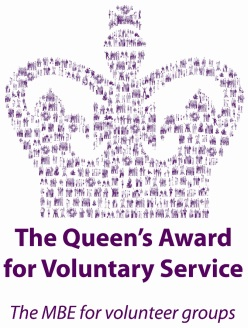 The Queen's Award
for Voluntary Service
The MBE for volunteer groups